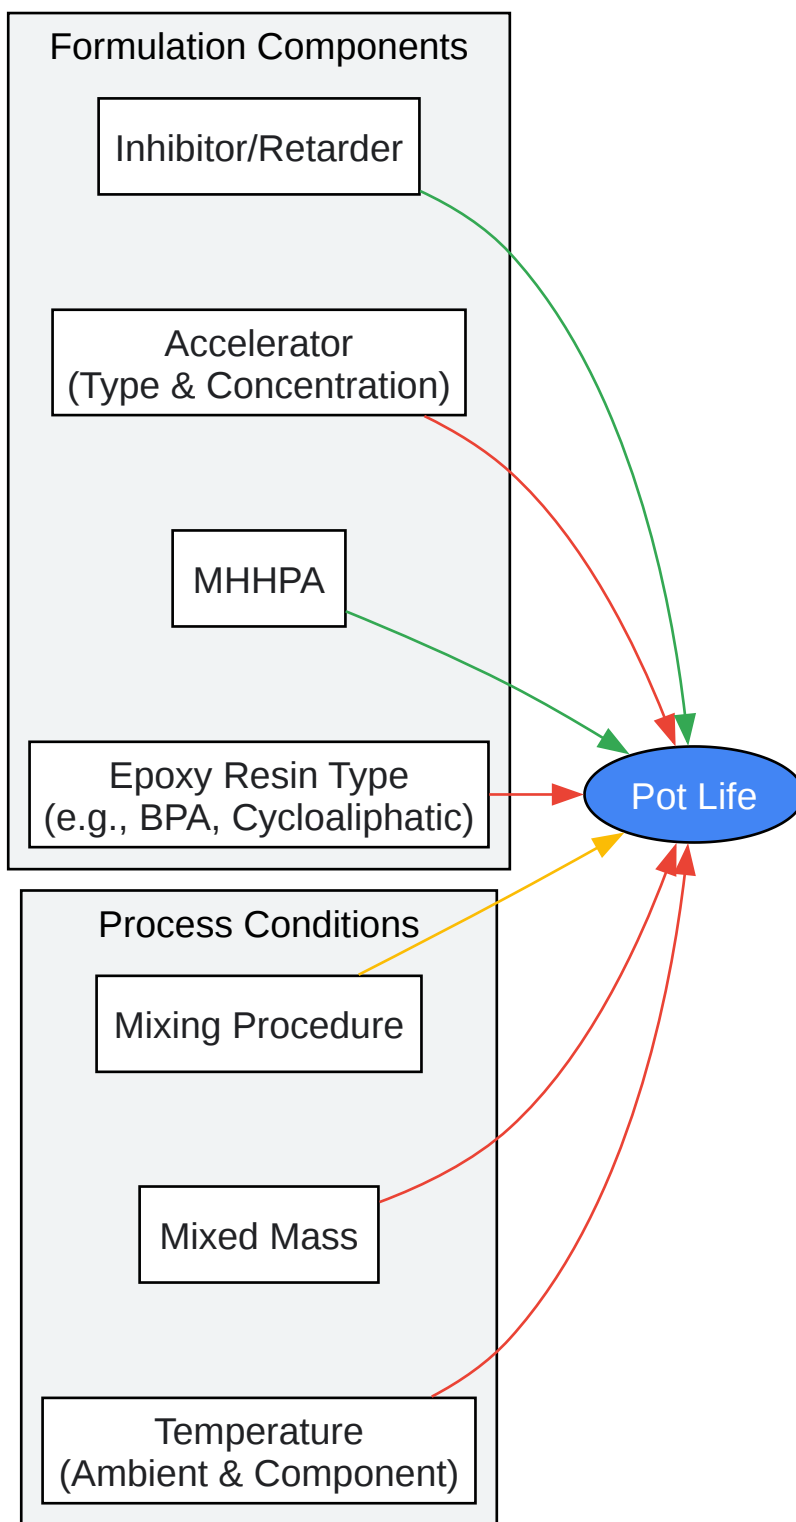 Formulation Components
Inhibitor/Retarder
Accelerator
(Type & Concentration)
MHHPA
Epoxy Resin Type
(e.g., BPA, Cycloaliphatic)
Pot Life
Process Conditions
Mixing Procedure
Mixed Mass
Temperature
(Ambient & Component)